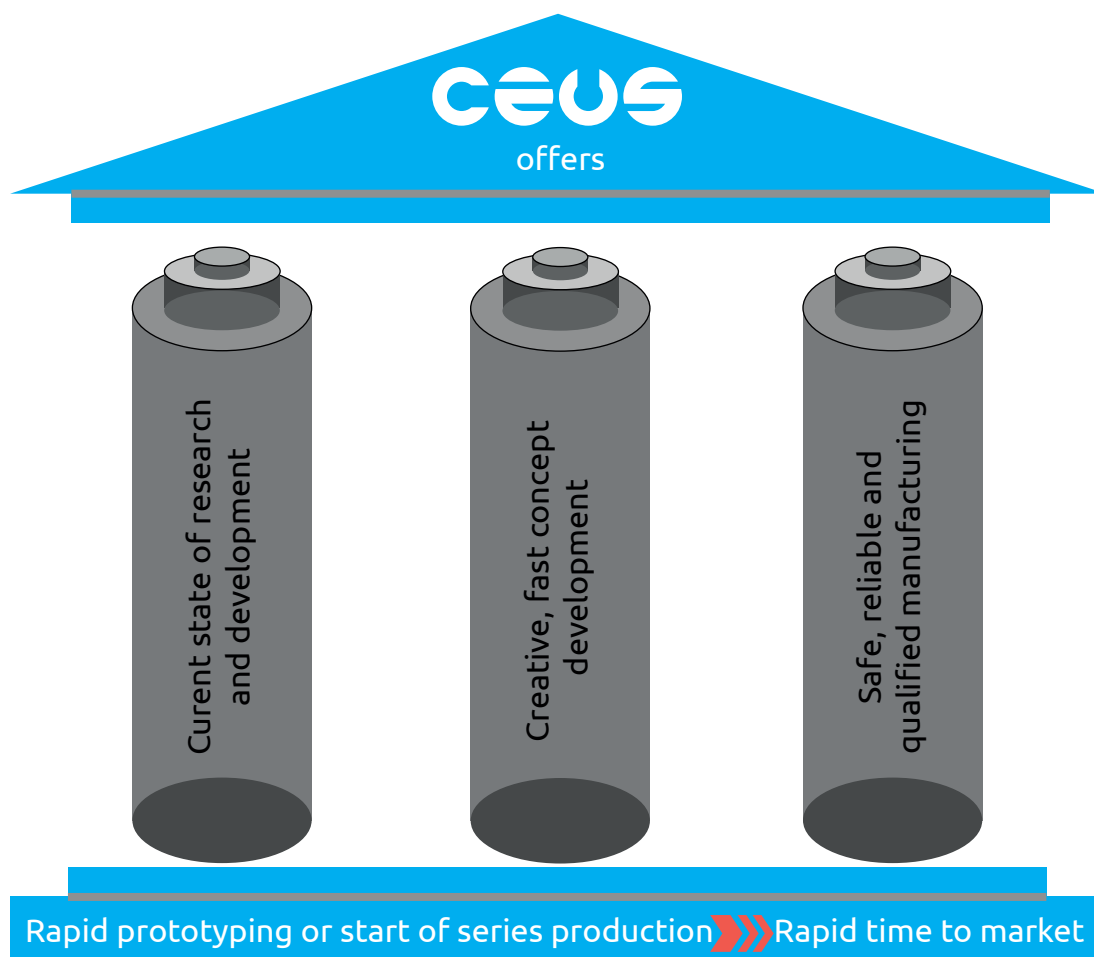 ceus
offers
Curent state of research
and development
Creative, fast concept
development
Safe, reliable and
qualified manufacturing
Rapid prototyping or start of series production Rapid time to market